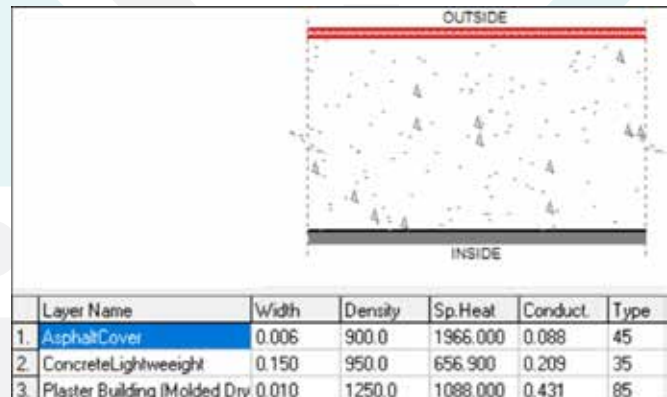 OUTSIDE
INSIDE
Layer Name Width Density Sp.Heat Conduct. Type
1. AsphaltCover 0.006 900.0 1966.000 0.088 45
2. ConcreteLightweeight 0.150 950.0 656.900 0.209 35
3. Plaster Building (Molded Dry 0.010 1250.0 1088.000 0.431 85